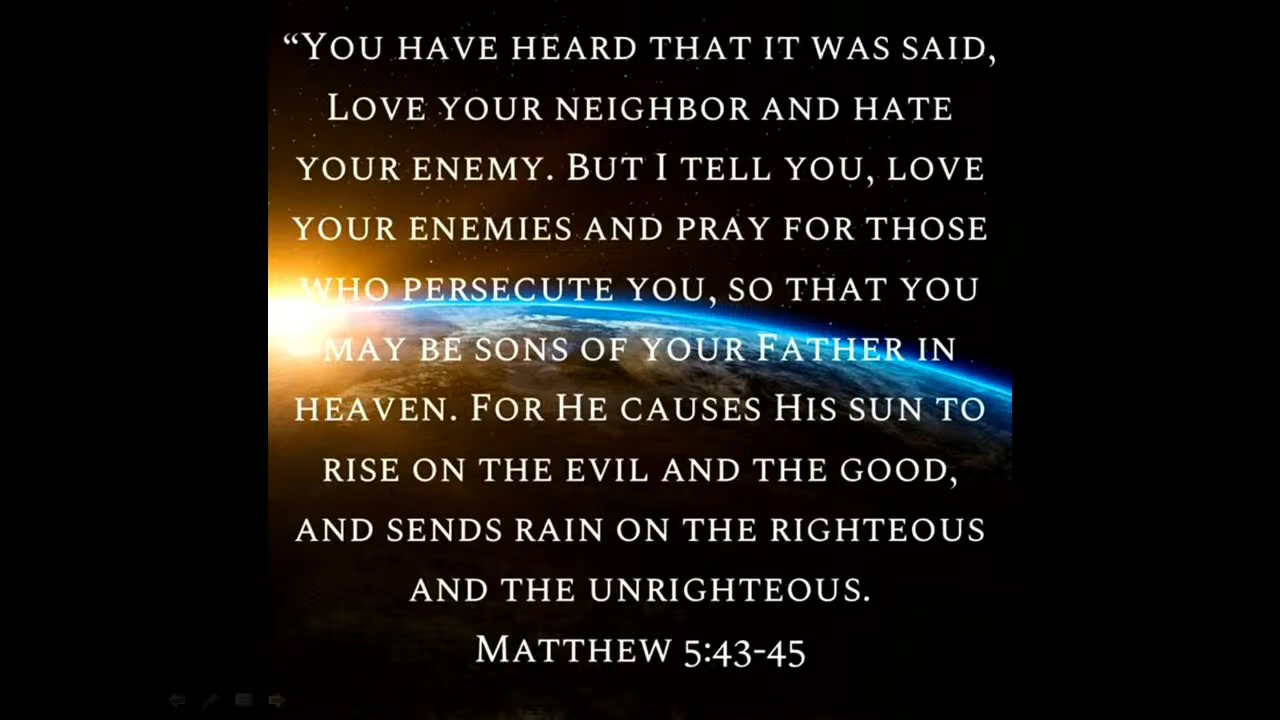 “You have heard that it was said,
Love your neighbor and hate
your enemy. But I tell you, love
your enemies and pray for those
who persecute you, so that you
may be sons of your Father in
heaven. For He causes His sun to
rise on the evil and the good,
and sends rain on the righteous
and the unrighteous.
Matthew 5:43-45